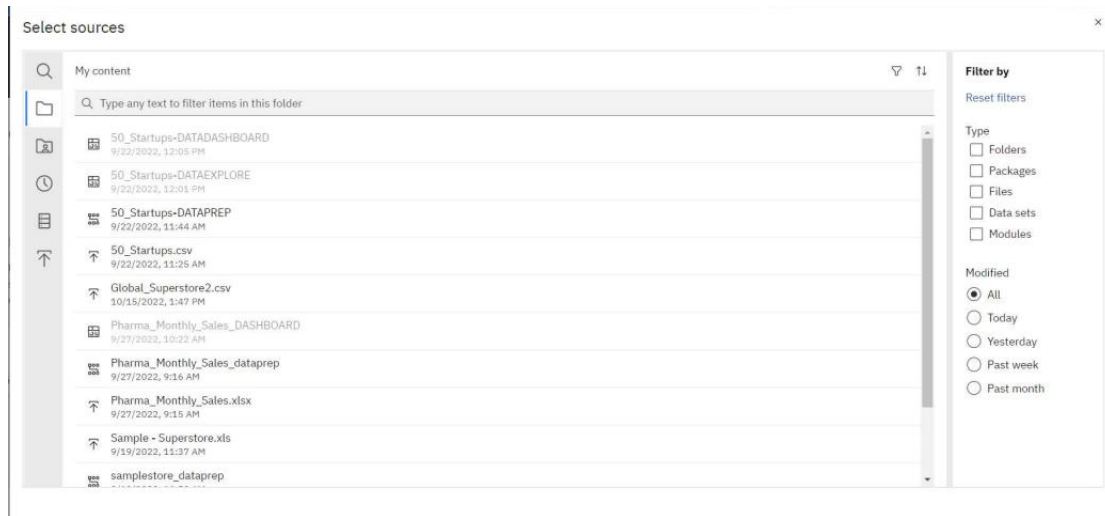 Select sources
My content
Type any text to filter items in this folder
50_Startups-DATADASHBOARD
9/22/2022, 12:05 PM
50_Startups-DATAEXPLORE
9/22/2022, 12:01 PM
50_Startups-DATAPREP
9/22/2022, 11:44 AM
50_Startups.csv
9/22/2022, 11:25 AM
Global_Superstore2.csv
10/15/2022, 1:47 PM
Pharma_Monthly_Sales_DASHBOARD
9/27/2022, 10:22 AM
Pharma_Monthly_Sales_dataprep
9/27/2022, 9:16 AM
Pharma_Monthly_Sales.xlsx
9/27/2022, 9:15 AM
Sample - Superstore.xls
9/19/2022, 11:37 AM
samplestore_dataprep
Filter by
Reset filters
Type
Folders
Packages
Files
Data sets
Modules
Modified
All
Today
Yesterday
Past week
Past month